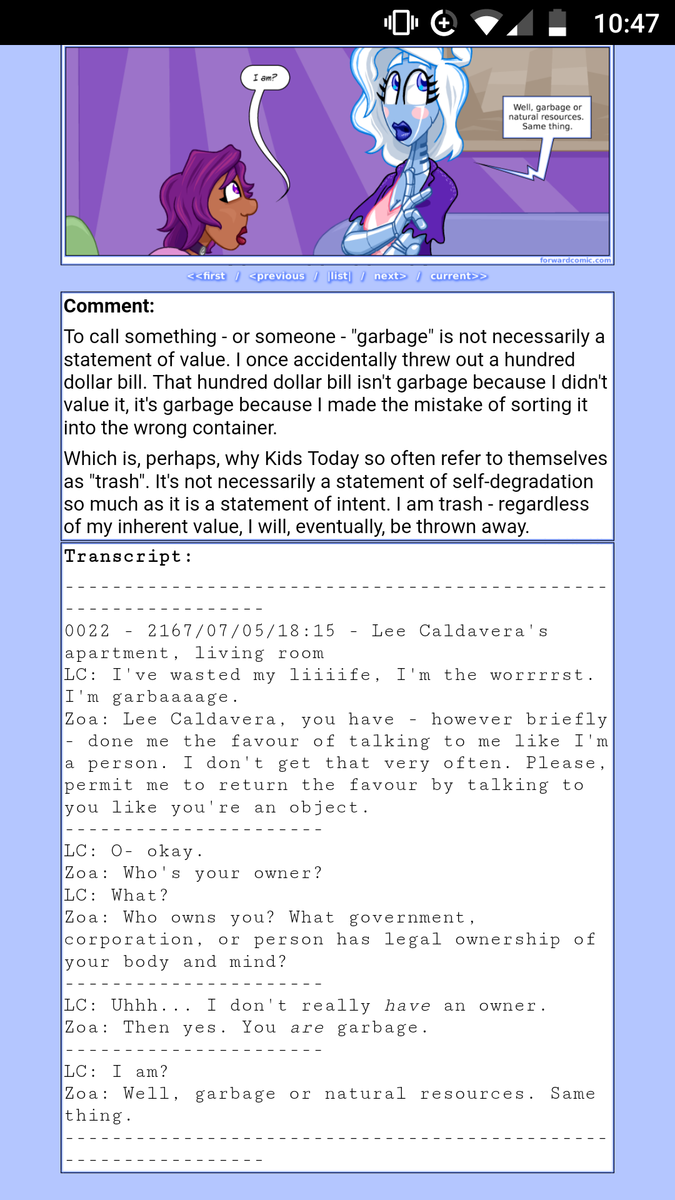 10:47
I am?
Well, garbage or
natural resources.
Same thing.
forwardcomic.com
<<first / <previous / |list| / next> / current>>
Comment:
To call something - or someone - "garbage" is not necessarily a
statement of value. I once accidentally threw out a hundred
dollar bill. That hundred dollar bill isn't garbage because I didn't
value it, it's garbage because I made the mistake of sorting it
into the wrong container.
Which is, perhaps, why Kids Today so often refer to themselves
as "trash". It's not necessarily a statement of self-degradation
so much as it is a statement of intent. I am trash - regardless
of my inherent value, I will, eventually, be thrown away.
Transcript:
----------------------------------------------
-----------------
0022 - 2167/07/05/18:15 - Lee Caldavera's
apartment, living room
LC: I've wasted my liiiife, I'm the worrrrst.
I'm garbaaaage.
Zoa: Lee Caldavera, you have - however briefly
- done me the favour of talking to me like I'm
a person. I don't get that very often. Please,
permit me to return the favour by talking to
you like you're an object.
----------------------
LC: O- okay.
Zoa: Who's your owner?
LC: What?
Zoa: Who owns you? What government,
corporation, or person has legal ownership of
your body and mind?
----------------------
LC: Uhhh... I don't really have an owner.
Zoa: Then yes. You are garbage.
----------------------
LC: I am?
Zoa: Well, garbage or natural resources. Same
thing.
----------------------------------------------
-----------------